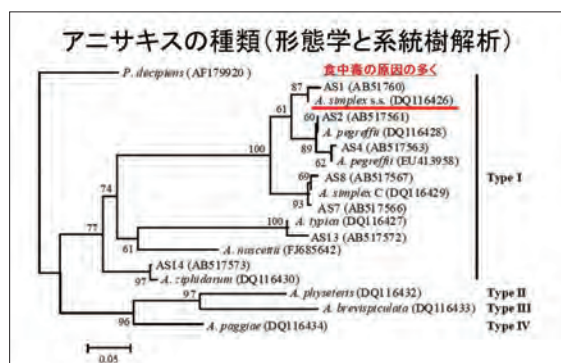 アニサキスの種類(形態学と系統樹解析)
P. decipiens (AF179920)
食中毒の原因の多く
87
AS1 (AB51760)
A. simplex s.s. (DQ116426)
61
60
AS2 (AB517561)
A. pegreffii (DQ116428)
89
AS4 (AB517563)
62
A. pegreffii (EU413958)
100
69
AS8 (AB517567)
Type I
A. simplex C (DQ116429)
93
AS7 (AB517566)
74
A. typica (DQ116427)
100
AS13 (AB517572)
77
61
A. nascettii (FJ685642)
AS14 (AB517573)
97
A. ziphidarum (DQ116430)
97
A. physeteris (DQ116432)
Type II
A. brevispiculata (DQ116433)
Type III
96
A. paggiae (DQ116434)
Type IV
0.05